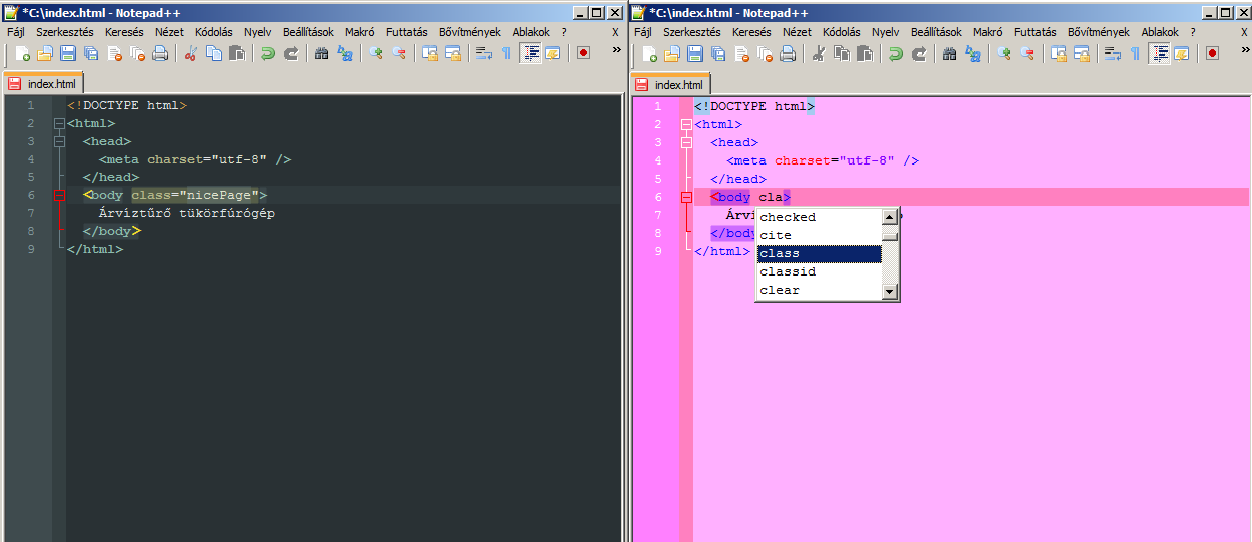 *C:\index.html - Notepad++
Fájl Szerkesztés Keresés Nézet Kódolás Nyelv Beállítások Makró Futtatás Bővítmények Ablakok ? X
index.html
1 <!DOCTYPE html>
2 <html>
3 <head>
4 <meta charset="utf-8" />
5 </head>
6 <body class="nicePage">
7 Árvíztűrő tükörfúrógép
8 </body>
9 </html>
*C:\index.html - Notepad++
Fájl Szerkesztés Keresés Nézet Kódolás Nyelv Beállítások Makró Futtatás Bővítmények Ablakok ? X
index.html
1 <!DOCTYPE html>
2 <html>
3 <head>
4 <meta charset="utf-8" />
5 </head>
6 <body cla>
7 Árví
8 </body
9 </html>
checked
cite
class
classid
clear